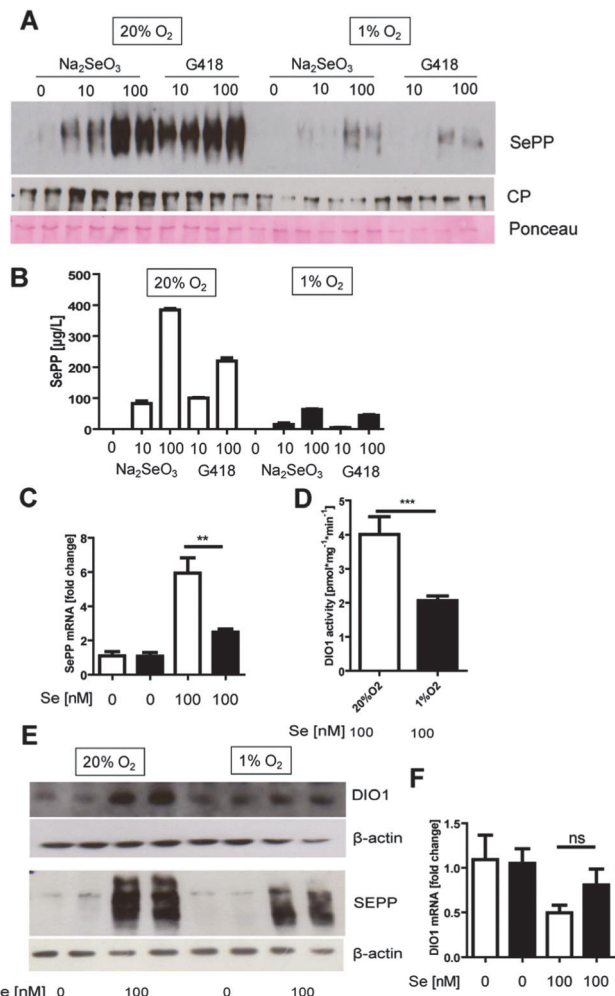 A
20% O₂ 1% O₂
Na₂SeO₃ G418 Na₂SeO₃ G418
0 10 100 10 100 0 10 100 10 100
SePP
CP
Ponceau
B
20% O₂ 1% O₂
SePP [µg/L]
500
400
300
200
100
0
0 10 100 10 100 0 10 100 10 100
Na₂SeO₃ G418 Na₂SeO₃ G418
C
SePP mRNA [fold change]
8
6
4
2
0
**
Se [nM] 0 0 100 100
D
DIO1 activity [pmol*mg⁻¹*min⁻¹]
5
4
3
2
1
0
***
20%O2 1%O2
Se [nM] 100 100
E
20% O₂ 1% O₂
DIO1
β-actin
SEPP
β-actin
Se [nM] 0 100 0 100
F
DIO1 mRNA [fold change]
1.5
1.0
0.5
0.0
ns
Se [nM] 0 0 100 100